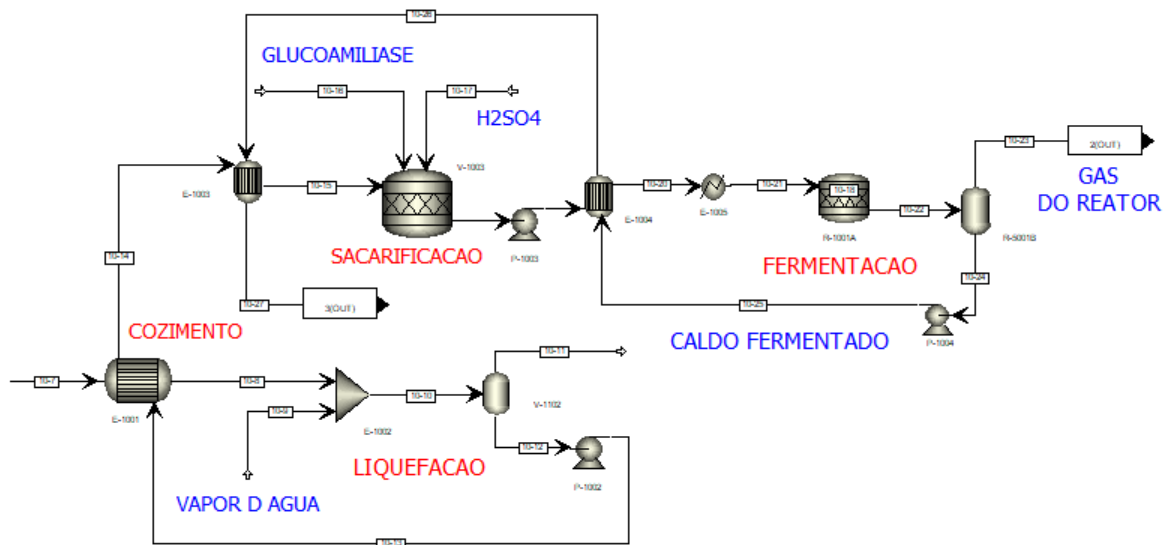 10-26
GLUCOAMILIASE
10-16
10-17
H2SO4
V-1003
10-23
2(OUT)
GAS
DO REATOR
E-1003
10-15
10-20
10-21
10-18
10-22
E-1004
E-1005
R-1001A
R-5001B
P-1003
SACARIFICACAO
FERMENTACAO
10-14
10-24
10-27
3(OUT)
10-25
P-1004
CALDO FERMENTADO
COZIMENTO
10-11
10-7
10-8
10-10
V-1102
E-1001
10-9
E-1002
10-12
LIQUEFACAO
P-1002
VAPOR D AGUA
10-13